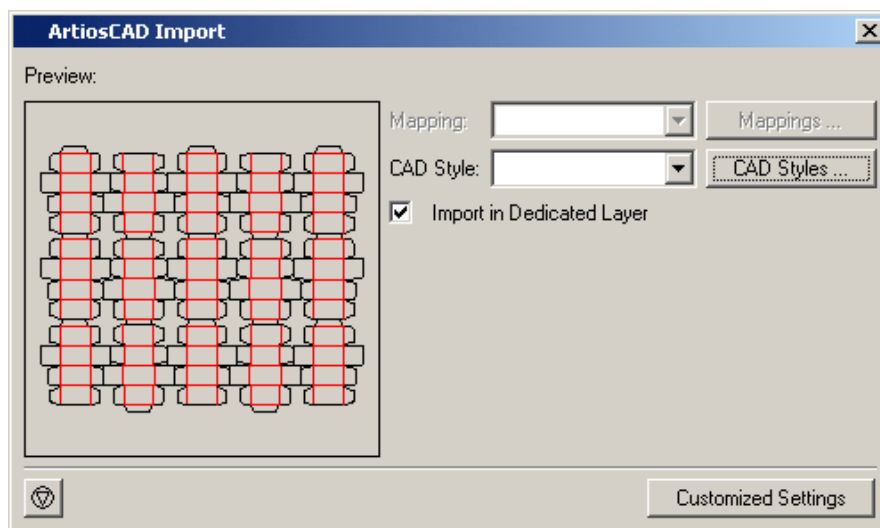 ArtiosCAD Import
Preview:
Mapping: Mappings ...
CAD Style: CAD Styles ...
Import in Dedicated Layer
Customized Settings